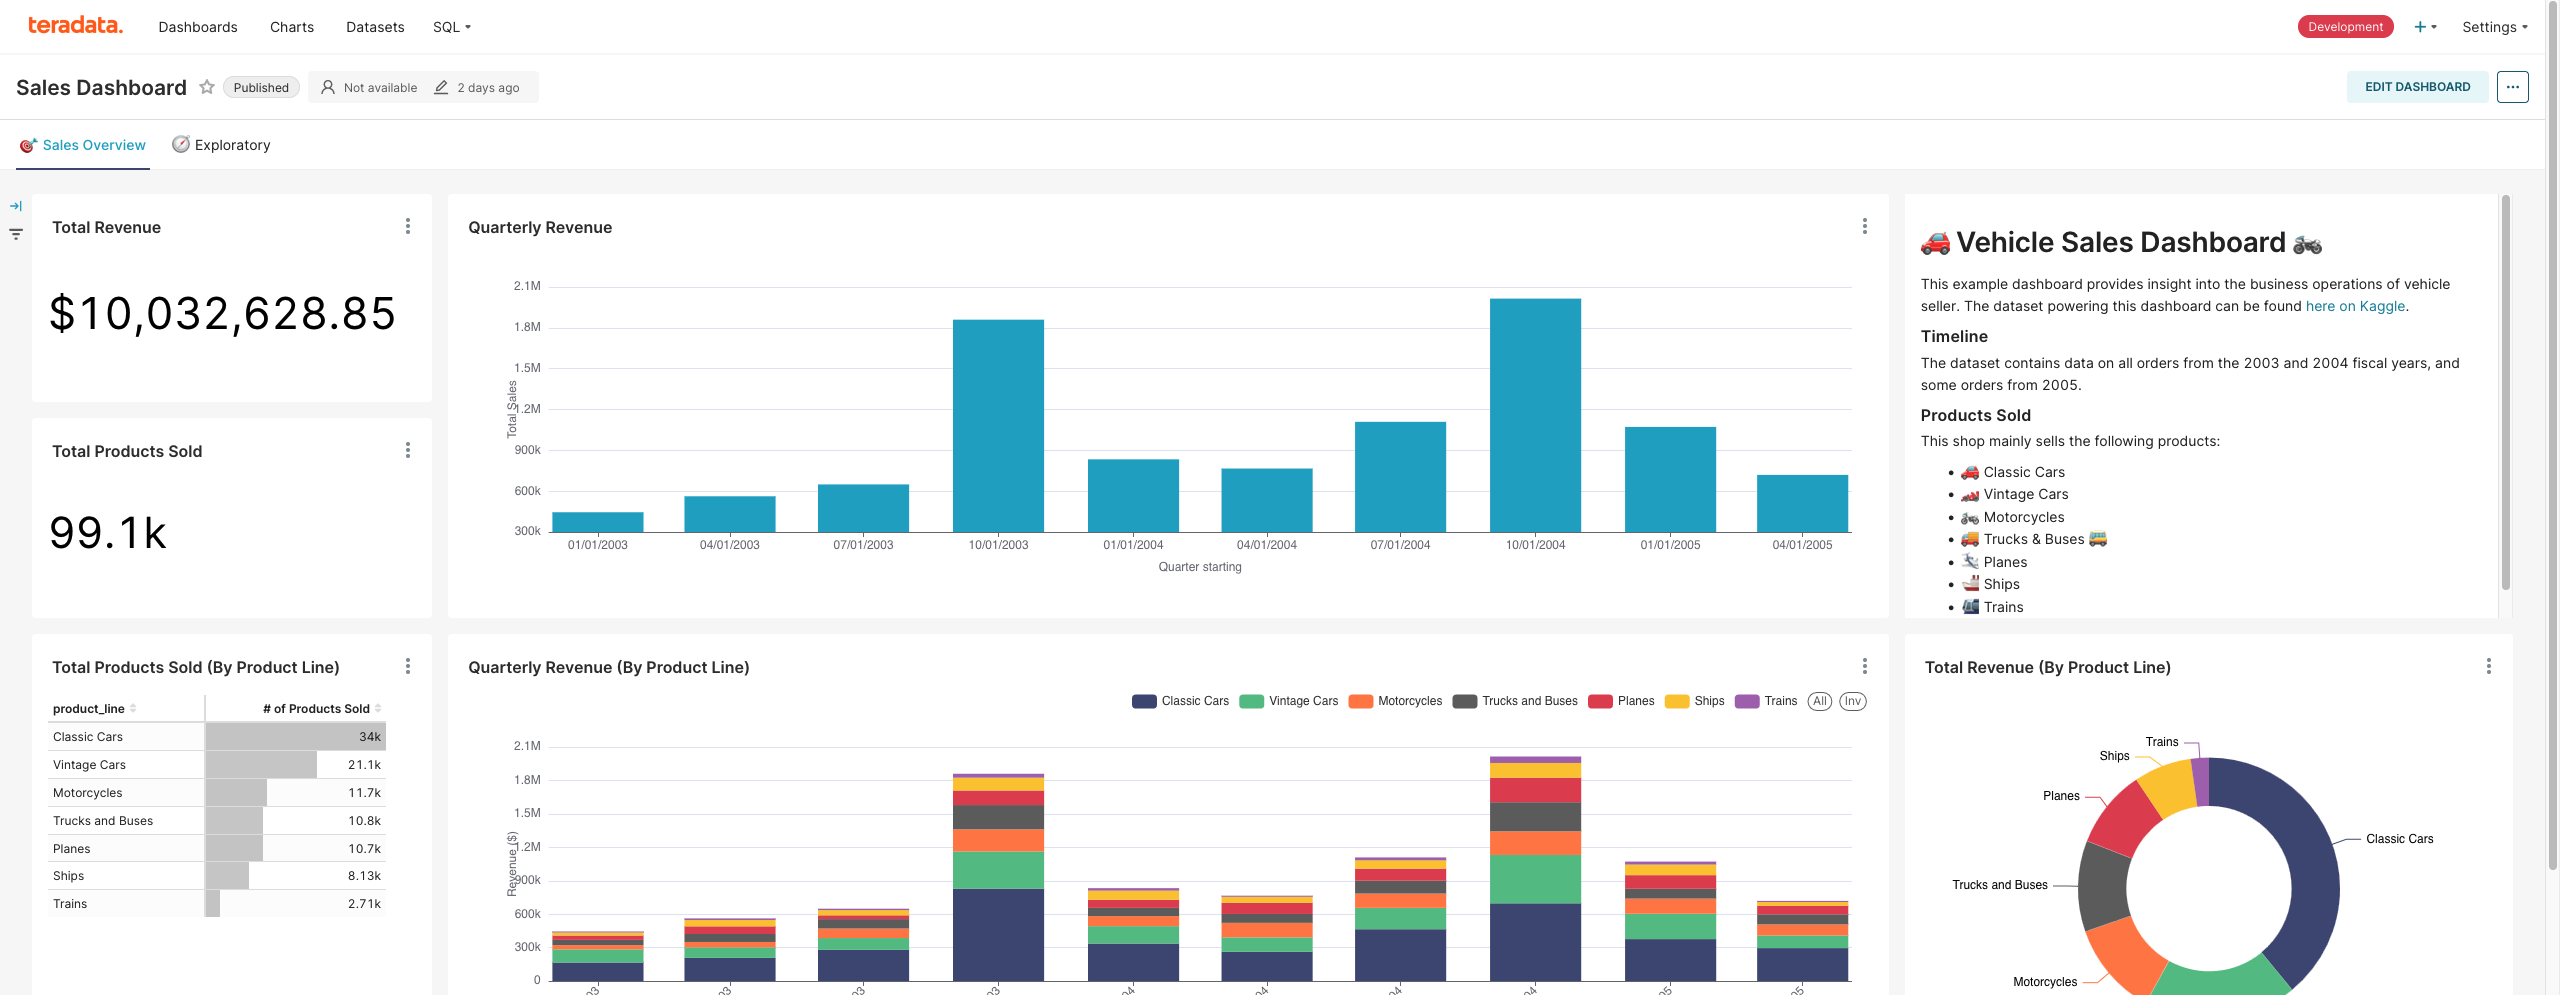 teradata.
Dashboards Charts Datasets SQL
Development
+
Settings
Sales Dashboard
Published
Not available
2 days ago
EDIT DASHBOARD
...
Sales Overview
Exploratory
Total Revenue
$10,032,628.85
Total Products Sold
99.1k
Quarterly Revenue
Total Sales
2.1M
1.8M
1.5M
1.2M
900k
600k
300k
01/01/2003 04/01/2003 07/01/2003 10/01/2003 01/01/2004 04/01/2004 07/01/2004 10/01/2004 01/01/2005 04/01/2005
Quarter starting
🚗 Vehicle Sales Dashboard 🏍
This example dashboard provides insight into the business operations of vehicle
seller. The dataset powering this dashboard can be found here on Kaggle.
Timeline
The dataset contains data on all orders from the 2003 and 2004 fiscal years, and
some orders from 2005.
Products Sold
This shop mainly sells the following products:
• 🚗 Classic Cars
• 🏎 Vintage Cars
• 🏍 Motorcycles
• 🚚 Trucks & Buses 🚌
• 🛩 Planes
• 🚢 Ships
• 🚂 Trains
Total Products Sold (By Product Line)
product_line # of Products Sold
Classic Cars 34k
Vintage Cars 21.1k
Motorcycles 11.7k
Trucks and Buses 10.8k
Planes 10.7k
Ships 8.13k
Trains 2.71k
Quarterly Revenue (By Product Line)
Classic Cars Vintage Cars Motorcycles Trucks and Buses Planes Ships Trains All Inv
Revenue ($)
2.1M
1.8M
1.5M
1.2M
900k
600k
300k
0
03 03 03 03 04 04 04 04 05 05
Total Revenue (By Product Line)
Trains
Ships
Planes
Classic Cars
Trucks and Buses
Motorcycles